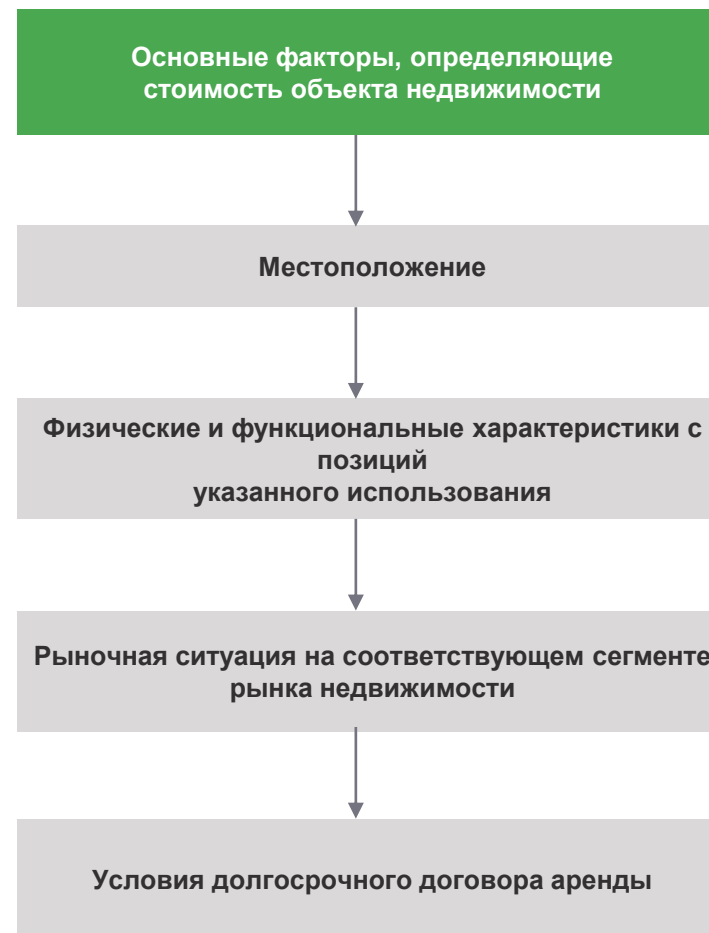 Основные факторы, определяющие
стоимость объекта недвижимости
Местоположение
Физические и функциональные характеристики с
позиций
указанного использования
Рыночная ситуация на соответствующем сегменте
рынка недвижимости
Условия долгосрочного договора аренды